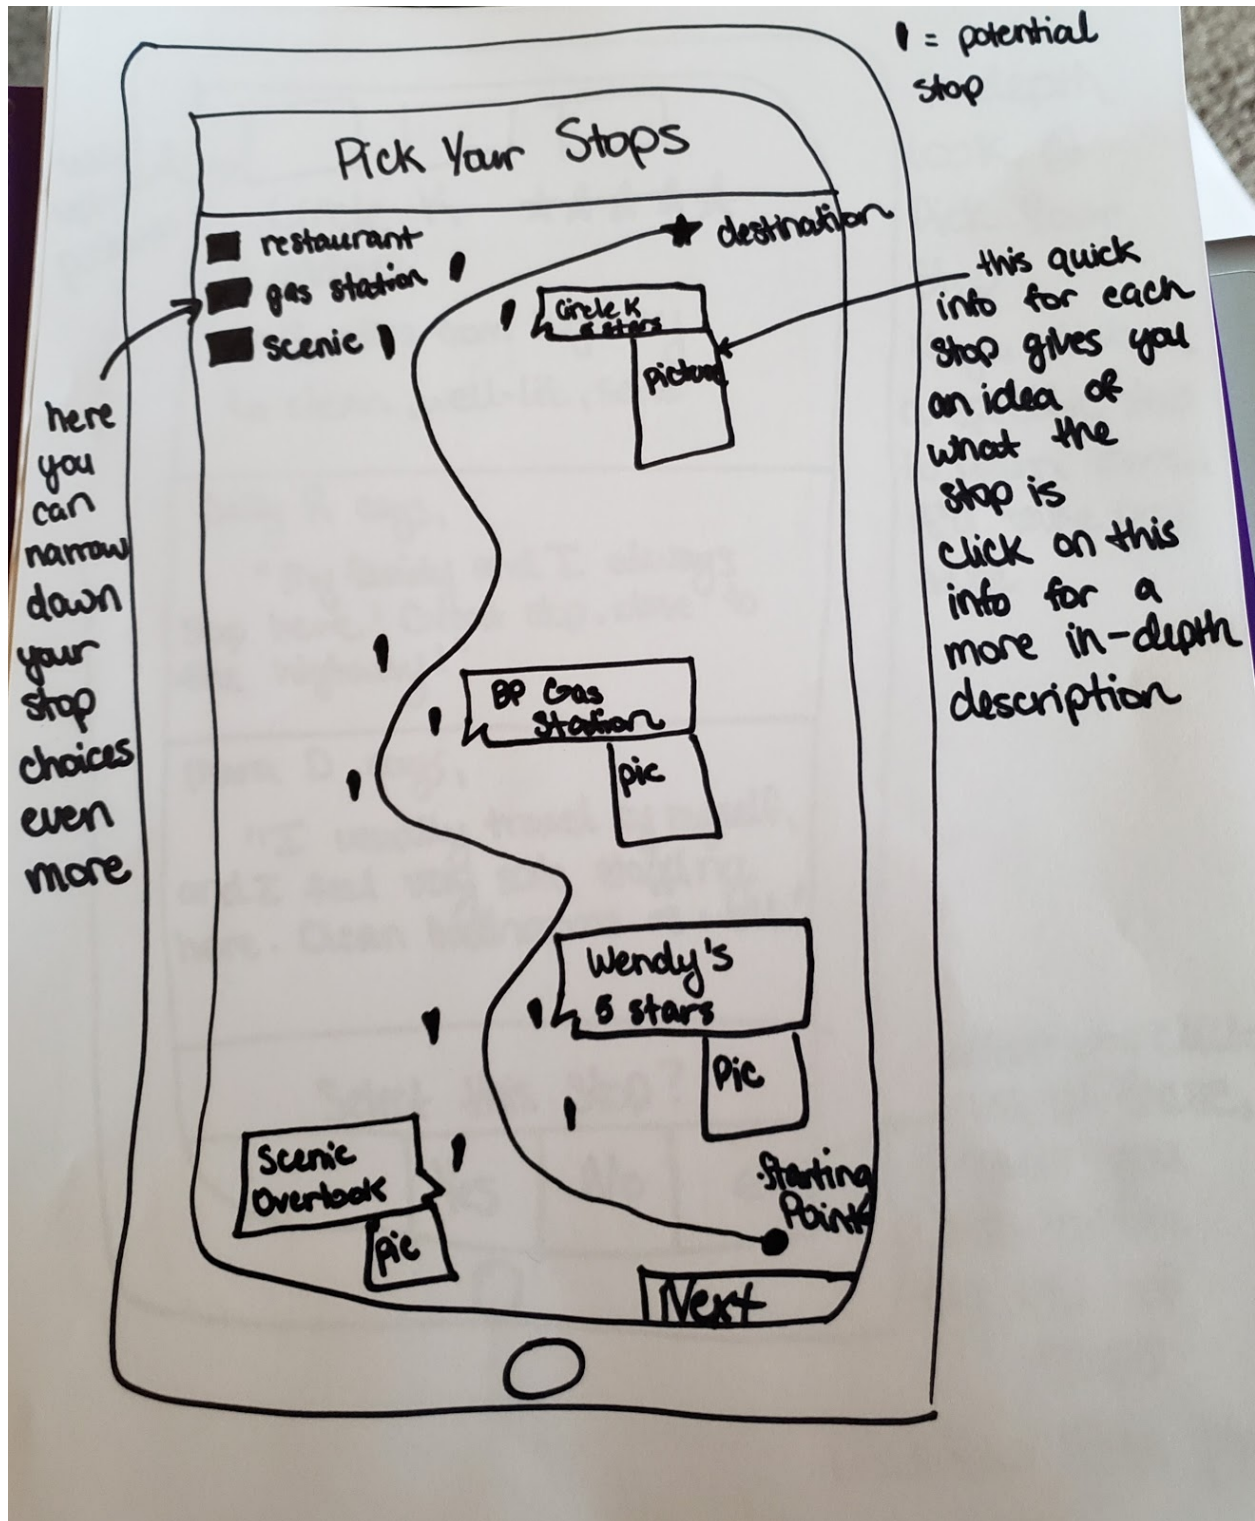 = potential
stop
Pick Your Stops
restaurant
gas station
scenic
destination
Circle K
stars
picture
this quick
info for each
stop gives you
an idea of
what the
stop is
click on this
info for a
more in-depth
description
here
you
can
narrow
down
your
stop
choices
even
more
BP Gas
Station
pic
Wendy's
5 stars
Pic
Scenic
Overlook
pic
Starting
Point
Next